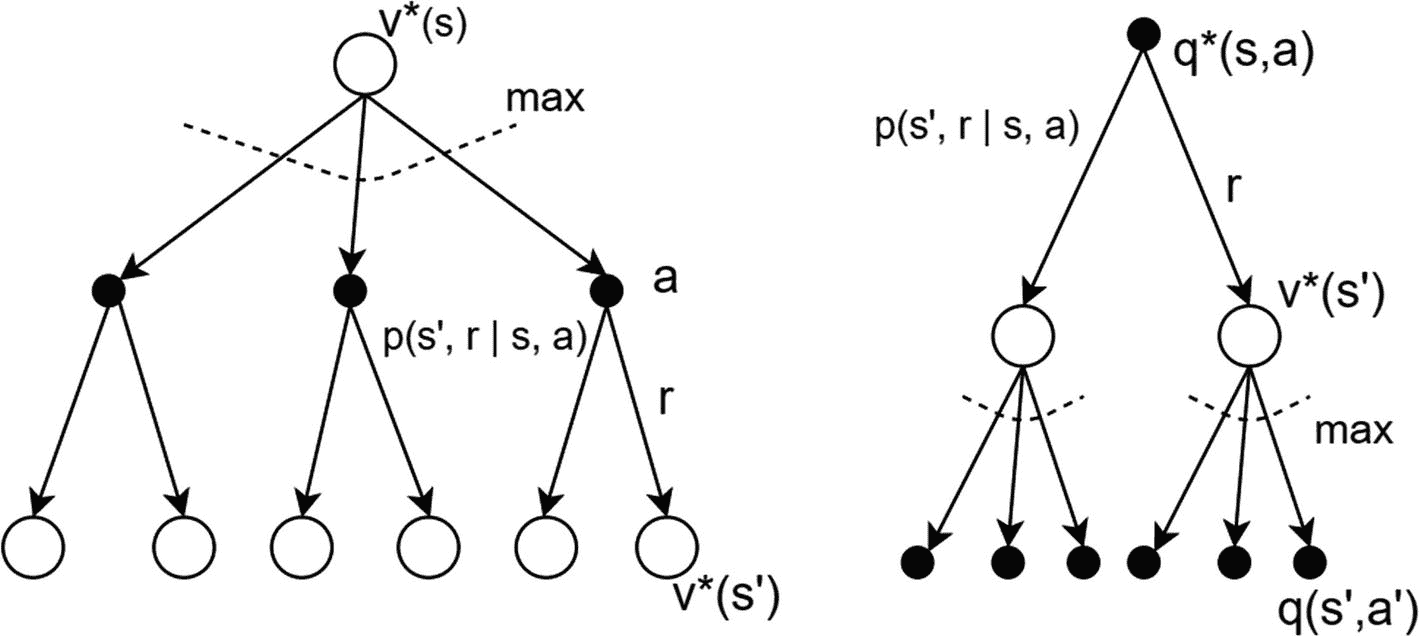 v*(s)
max
a
p(s', r | s, a)
r
v*(s')
q*(s,a)
p(s', r | s, a)
r
v*(s')
max
q(s',a')